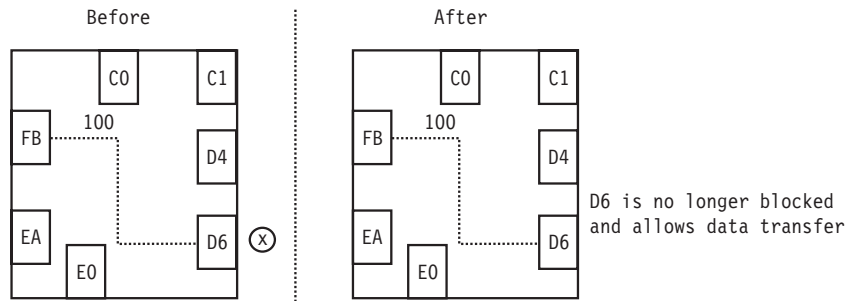 Before
After
C0
C1
FB
100
D4
EA
D6
X
E0
C0
C1
FB
100
D4
EA
D6
E0
D6 is no longer blocked
and allows data transfer